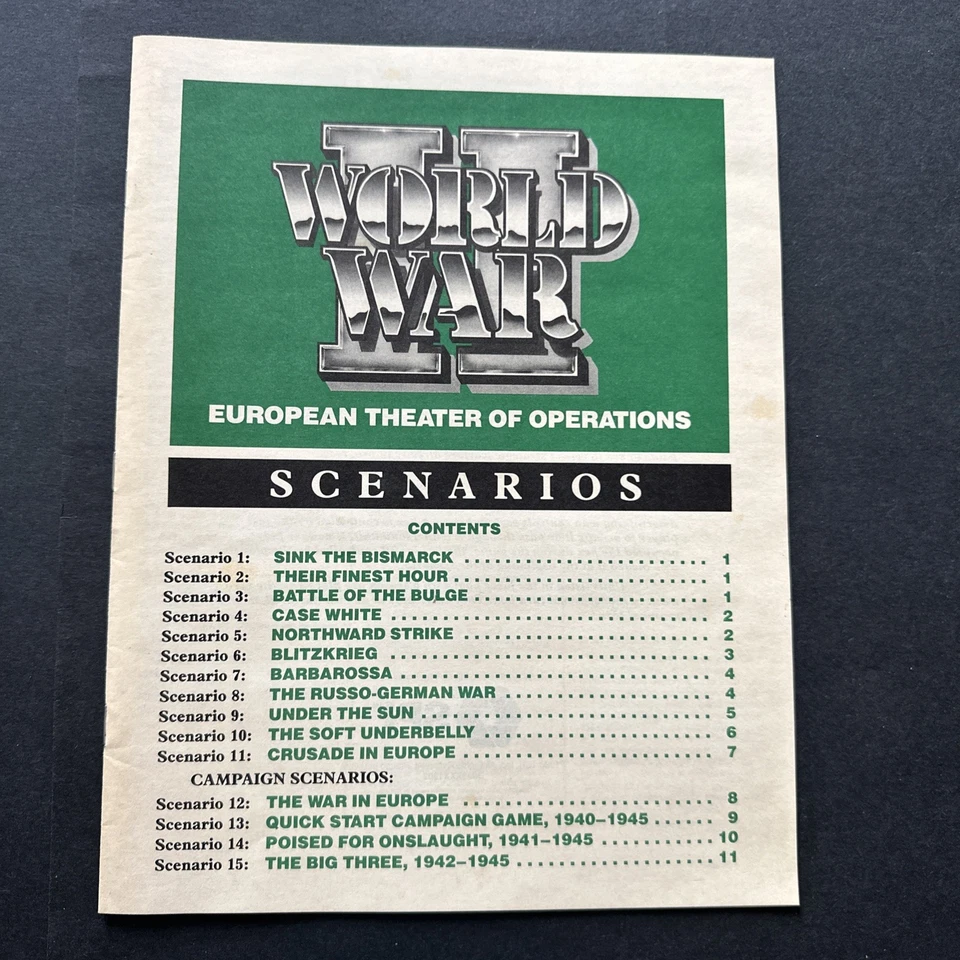 WORLD
WAR
II
EUROPEAN THEATER OF OPERATIONS
SCENARIOS
CONTENTS
Scenario 1: SINK THE BISMARCK 1
Scenario 2: THEIR FINEST HOUR 1
Scenario 3: BATTLE OF THE BULGE 1
Scenario 4: CASE WHITE 2
Scenario 5: NORTHWARD STRIKE 2
Scenario 6: BLITZKRIEG 3
Scenario 7: BARBAROSSA 4
Scenario 8: THE RUSSO-GERMAN WAR 4
Scenario 9: UNDER THE SUN 5
Scenario 10: THE SOFT UNDERBELLY 6
Scenario 11: CRUSADE IN EUROPE 7
CAMPAIGN SCENARIOS:
Scenario 12: THE WAR IN EUROPE 8
Scenario 13: QUICK START CAMPAIGN GAME, 1940–1945 9
Scenario 14: POISED FOR ONSLAUGHT, 1941–1945 10
Scenario 15: THE BIG THREE, 1942–1945 11